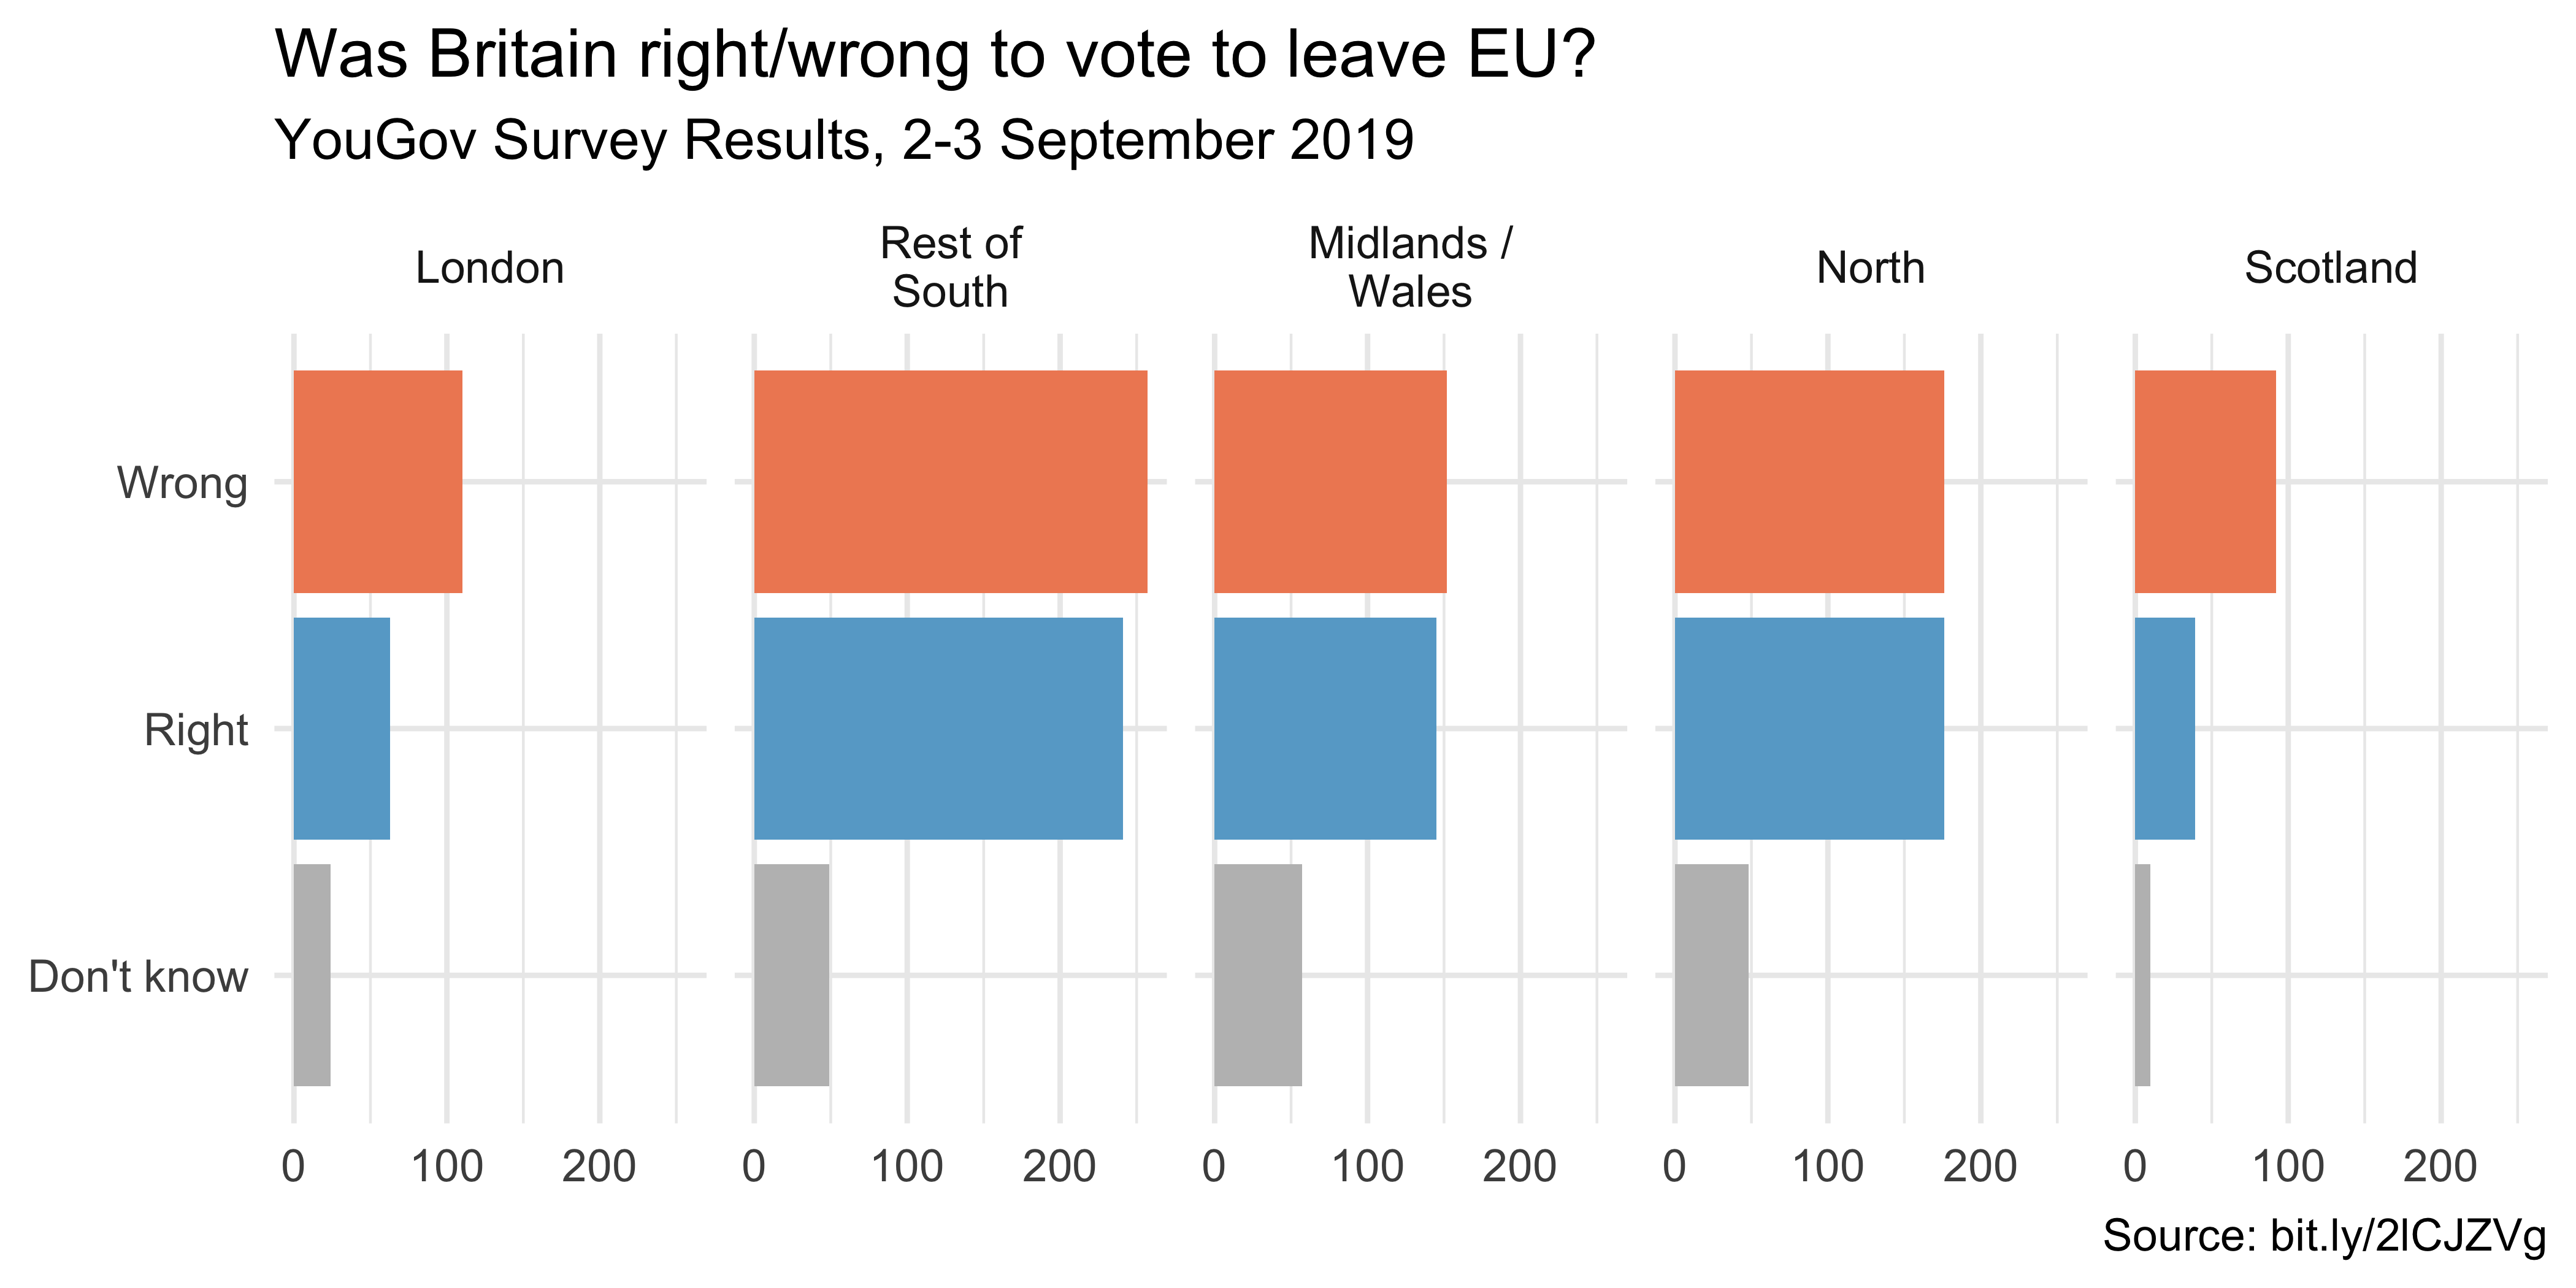 Was Britain right/wrong to vote to leave EU?
YouGov Survey Results, 2-3 September 2019
London
Rest of
South
Midlands /
Wales
North
Scotland
Wrong
Right
Don't know
0 100 200
0 100 200
0 100 200
0 100 200
0 100 200
Source: bit.ly/2lCJZVg